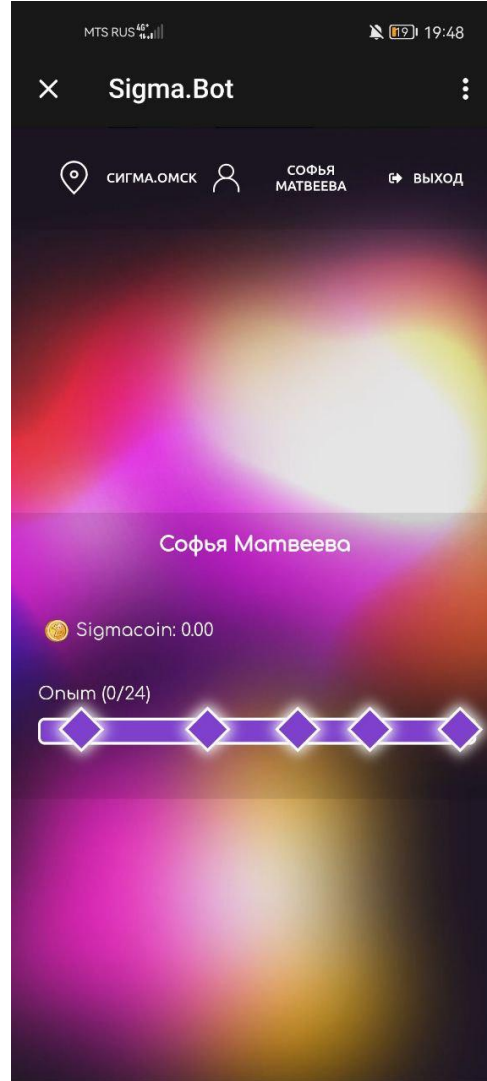 MTS RUS 4G+ 19 19:48
Sigma.Bot
СИГМА.ОМСК СОФЬЯ МАТВЕЕВА ВЫХОД
Софья Матвеева
Sigmacoin: 0.00
Опыт (0/24)